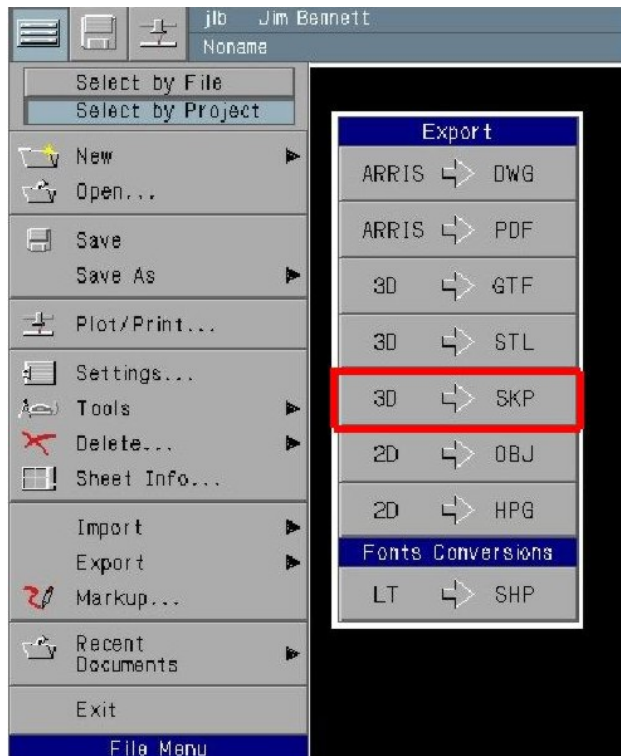 jlb Jim Bennett
Noname
Select by File
Select by Project
New
Open...
Save
Save As
Plot/Print...
Settings...
Tools
Delete...
Sheet Info...
Import
Export
Markup...
Recent
Documents
Exit
File Menu
Export
ARRIS DWG
ARRIS PDF
3D GTF
3D STL
3D SKP
2D OBJ
2D HPG
Fonts Conversions
LT SHP